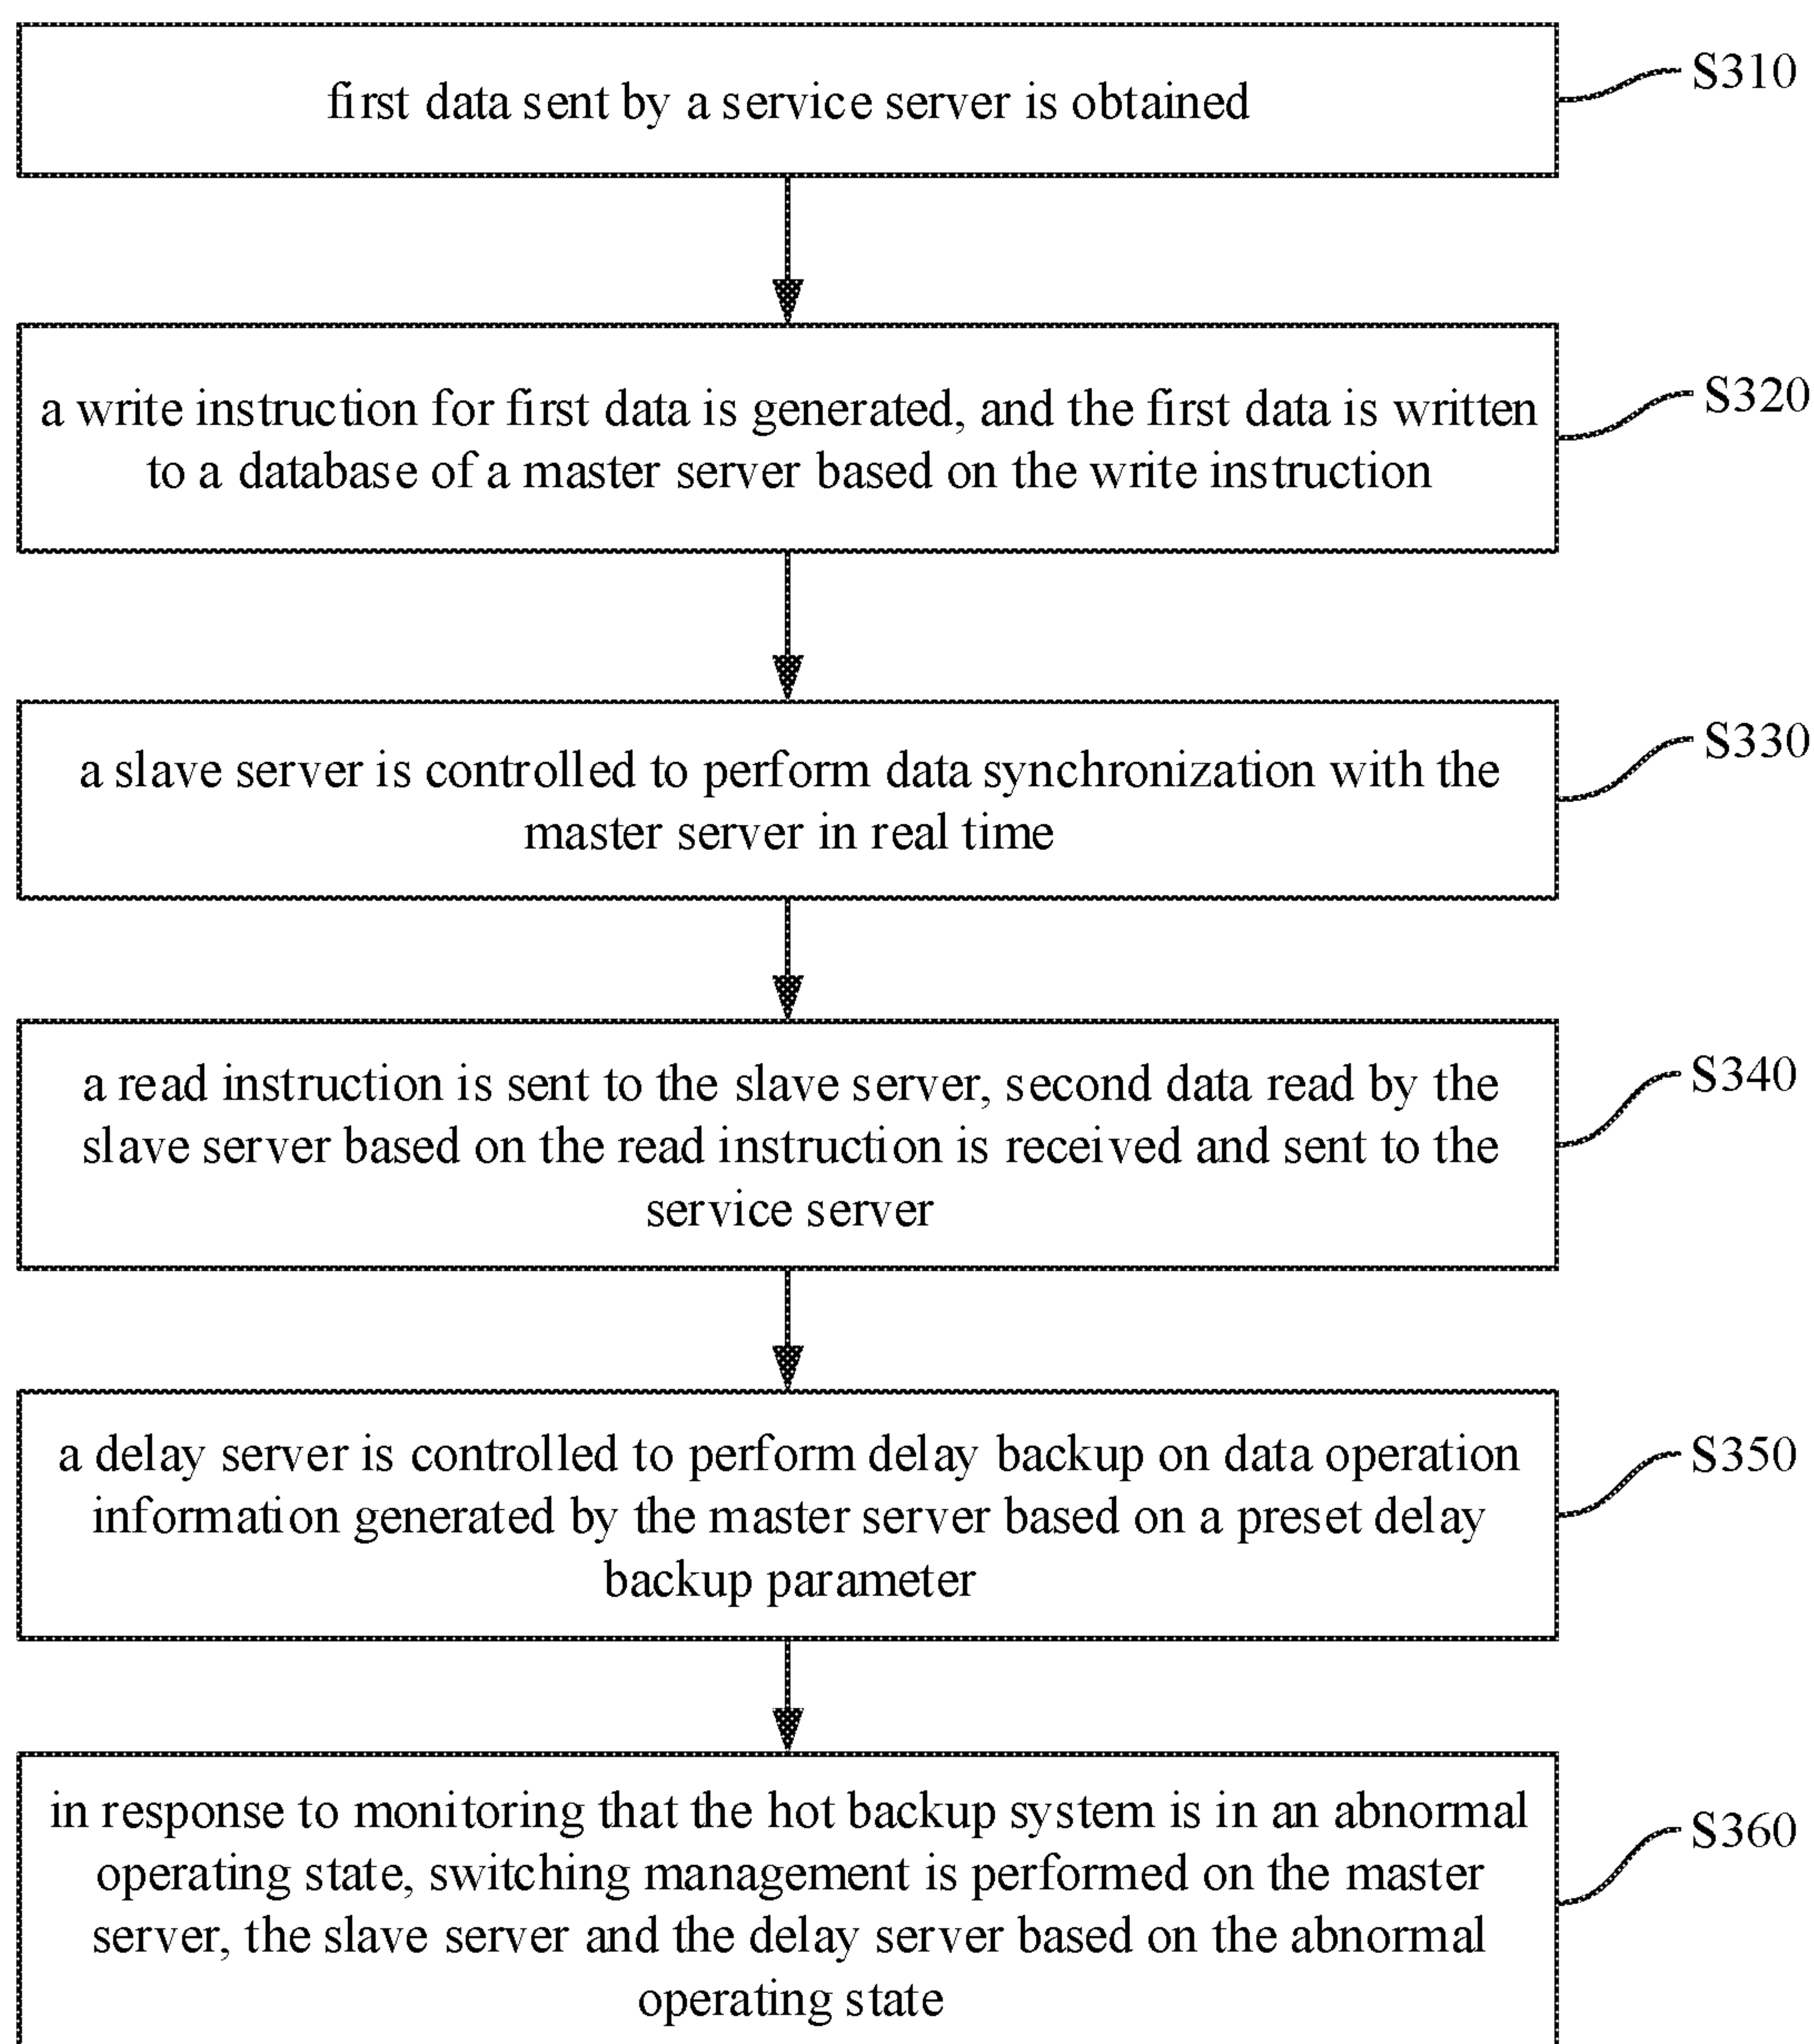 first data sent by a service server is obtained
S310
a write instruction for first data is generated, and the first data is written
to a database of a master server based on the write instruction
S320
a slave server is controlled to perform data synchronization with the
master server in real time
S330
a read instruction is sent to the slave server, second data read by the
slave server based on the read instruction is received and sent to the
service server
S340
a delay server is controlled to perform delay backup on data operation
information generated by the master server based on a preset delay
backup parameter
S350
in response to monitoring that the hot backup system is in an abnormal
operating state, switching management is performed on the master
server, the slave server and the delay server based on the abnormal
operating state
S360